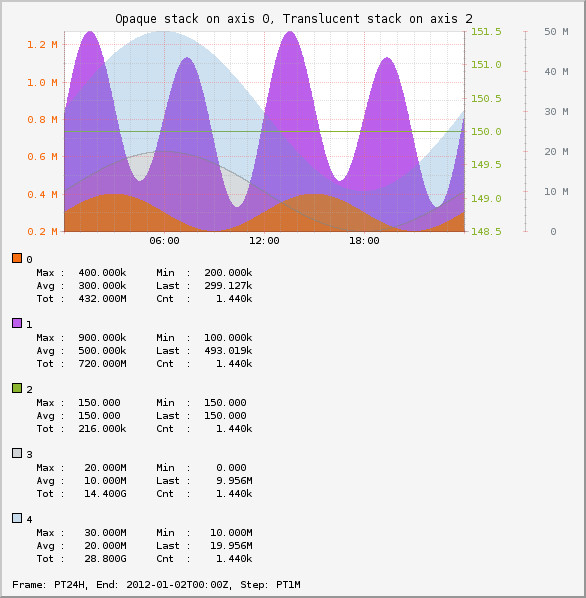 Opaque stack on axis 0, Translucent stack on axis 2
1.2 M
1.0 M
0.8 M
0.6 M
0.4 M
0.2 M
151.5
151.0
150.5
150.0
149.5
149.0
148.5
50 M
40 M
30 M
20 M
10 M
0
06:00 12:00 18:00
0
Max : 400.000k Min : 200.000k
Avg : 300.000k Last : 299.127k
Tot : 432.000M Cnt : 1.440k
1
Max : 900.000k Min : 100.000k
Avg : 500.000k Last : 493.019k
Tot : 720.000M Cnt : 1.440k
2
Max : 150.000 Min : 150.000
Avg : 150.000 Last : 150.000
Tot : 216.000k Cnt : 1.440k
3
Max : 20.000M Min : 0.000
Avg : 10.000M Last : 9.956M
Tot : 14.400G Cnt : 1.440k
4
Max : 30.000M Min : 10.000M
Avg : 20.000M Last : 19.956M
Tot : 28.800G Cnt : 1.440k
Frame: PT24H, End: 2012-01-02T00:00Z, Step: PT1M